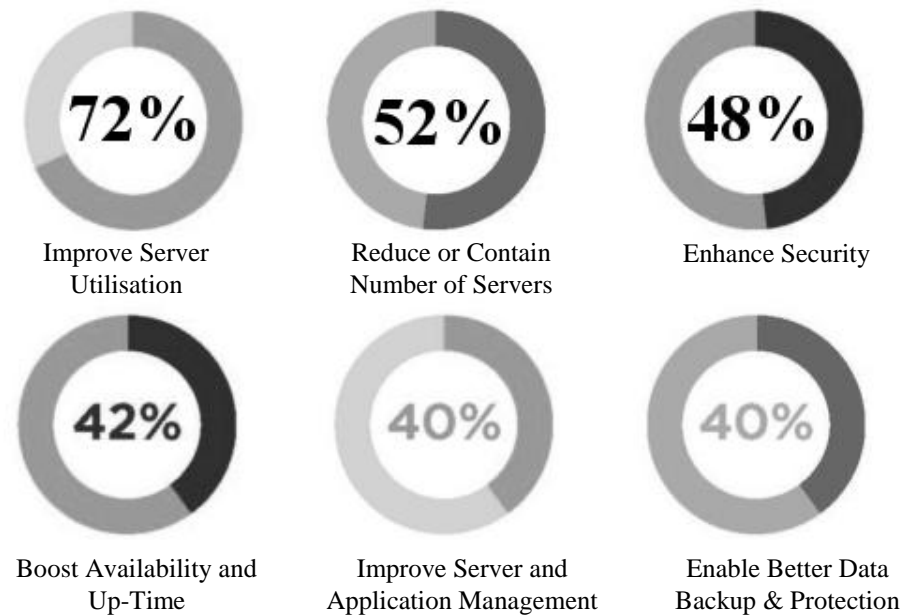 72%
52%
48%
Improve Server
Utilisation
Reduce or Contain
Number of Servers
Enhance Security
42%
40%
40%
Boost Availability and
Up-Time
Improve Server and
Application Management
Enable Better Data
Backup & Protection